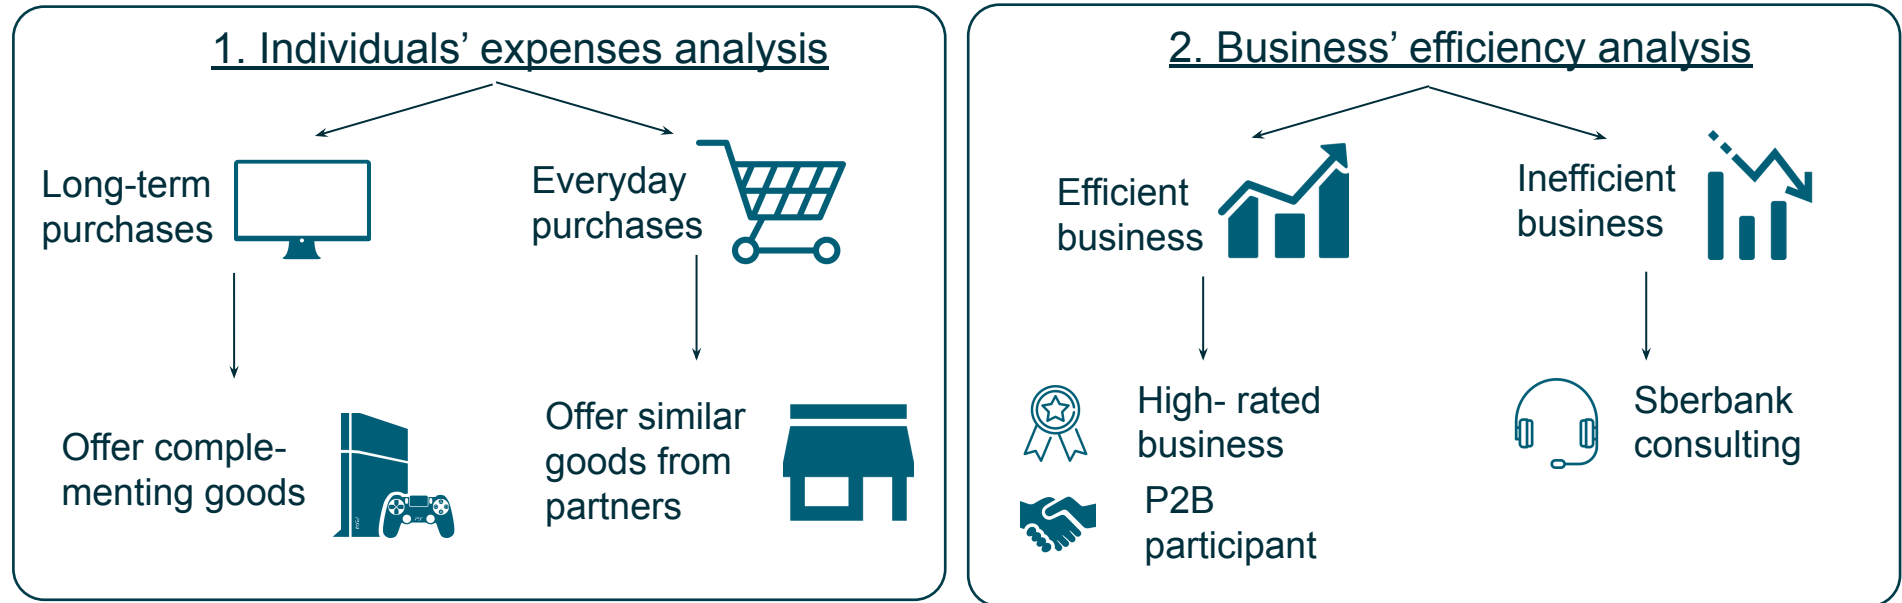 1. Individuals’ expenses analysis
Long-term
purchases
Everyday
purchases
Offer comple-
menting goods
Offer similar
goods from
partners
2. Business’ efficiency analysis
Efficient
business
Inefficient
business
High- rated
business
P2B
participant
Sberbank
consulting